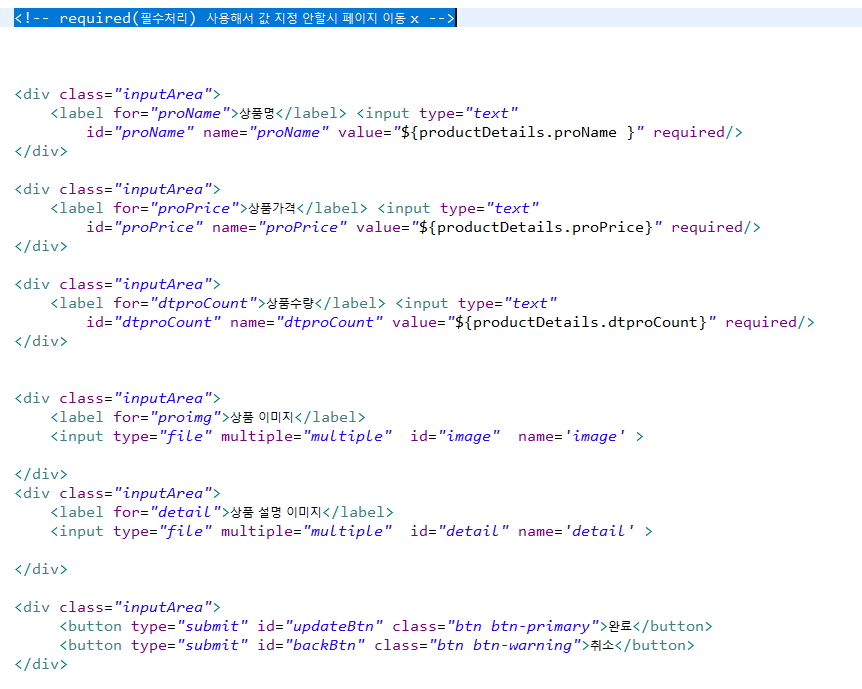 <!-- required(필수처리) 사용해서 값 지정 안할시 페이지 이동 x -->
<div class="inputArea">
<label for="proName">상품명</label> <input type="text"
id="proName" name="proName" value="${productDetails.proName }" required/>
</div>
<div class="inputArea">
<label for="proPrice">상품가격</label> <input type="text"
id="proPrice" name="proPrice" value="${productDetails.proPrice}" required/>
</div>
<div class="inputArea">
<label for="dtproCount">상품수량</label> <input type="text"
id="dtproCount" name="dtproCount" value="${productDetails.dtproCount}" required/>
</div>
<div class="inputArea">
<label for="proimg">상품 이미지</label>
<input type="file" multiple="multiple"  id="image"  name='image' >
</div>
<div class="inputArea">
<label for="detail">상품 설명 이미지</label>
<input type="file" multiple="multiple"  id="detail" name='detail' >
</div>
<div class="inputArea">
<button type="submit" id="updateBtn" class="btn btn-primary">완료</button>
<button type="submit" id="backBtn" class="btn btn-warning">취소</button>
</div>